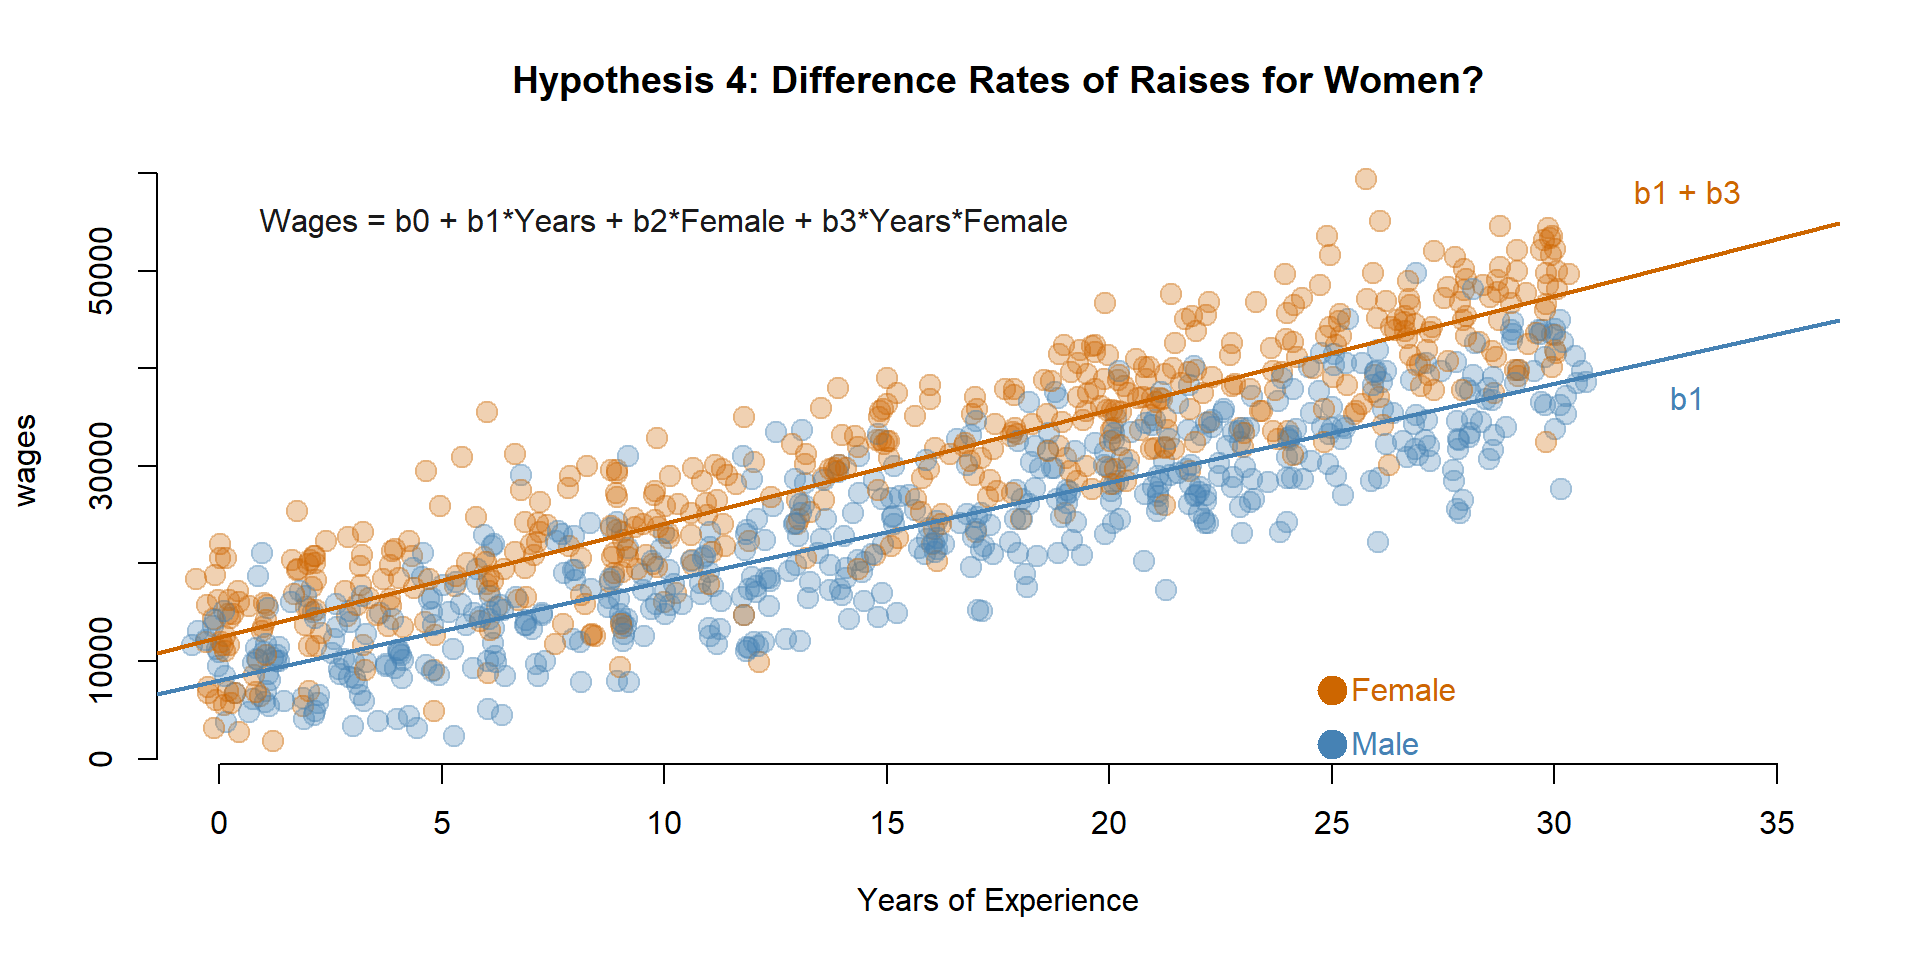 Hypothesis 4: Difference Rates of Raises for Women?
Wages = b0 + b1*Years + b2*Female + b3*Years*Female
b1 + b3
b1
wages
50000
30000
10000
0
Female
Male
0 5 10 15 20 25 30 35
Years of Experience